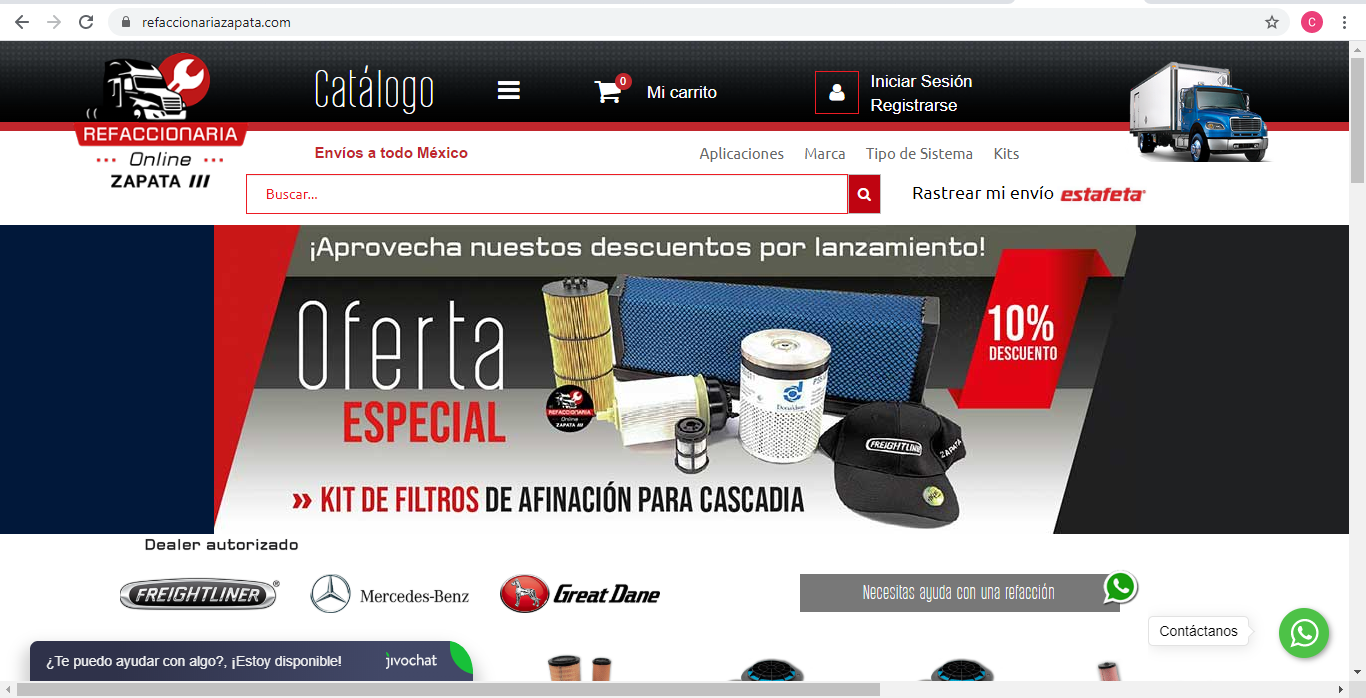 refaccionariazapata.com
C
Catálogo
0
Mi carrito
Iniciar Sesión
Registrarse
REFACCIONARIA
Online
ZAPATA
Envíos a todo México
Aplicaciones
Marca
Tipo de Sistema
Kits
Buscar...
Rastrear mi envío estafeta
¡Aprovecha nuestos descuentos por lanzamiento!
Oferta
ESPECIAL
10%
DESCUENTO
REFACCIONARIA
Online
ZAPATA
Donaldson
FREIGHTLINER
ZAPATA
» KIT DE FILTROS DE AFINACIÓN PARA CASCADIA
Dealer autorizado
FREIGHTLINER®
Mercedes-Benz
Great Dane
Necesitas ayuda con una refacción
Contáctanos
¿Te puedo ayudar con algo?, ¡Estoy disponible!
jivochat